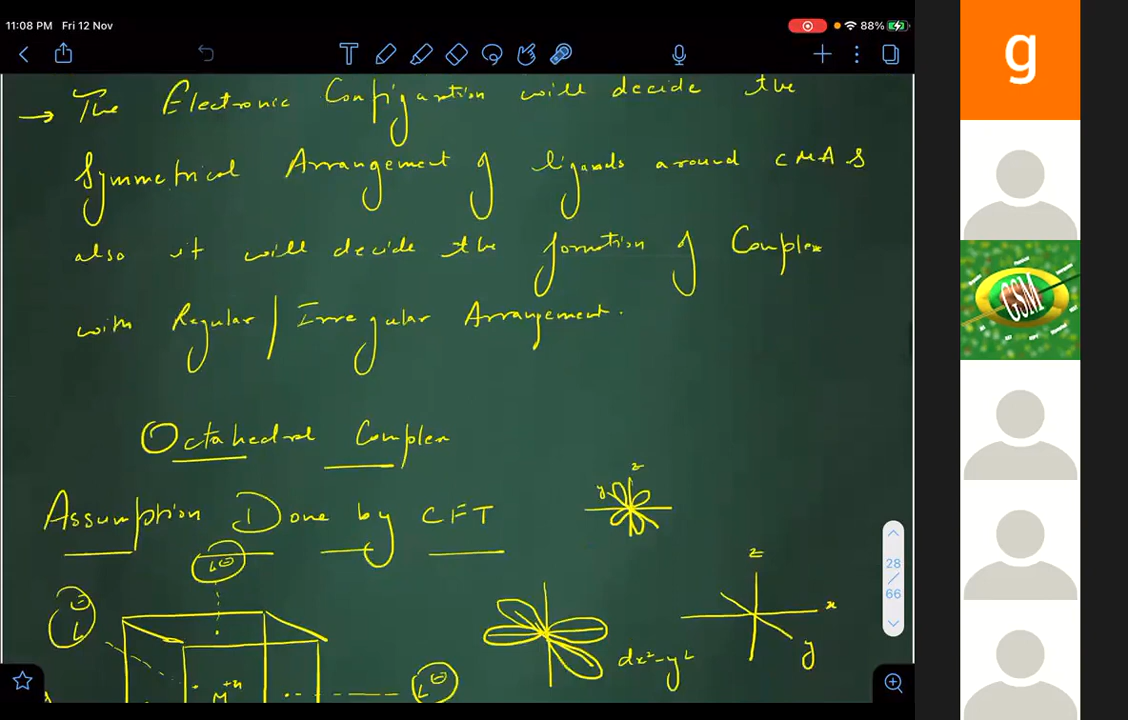 11:08 PM Fri 12 Nov
88%
→ The Electronic Configuration will decide the
Symmetrical Arrangement of ligands around CMA &
also it will decide the formation of Complex
with Regular / Irregular Arrangement.
Octahedral Complex
Assumption Done by CFT
z
y
L⊖
⊖
L
z
x
y
dx²-y²
M+n
L⊖
28
/
66
g
GSM